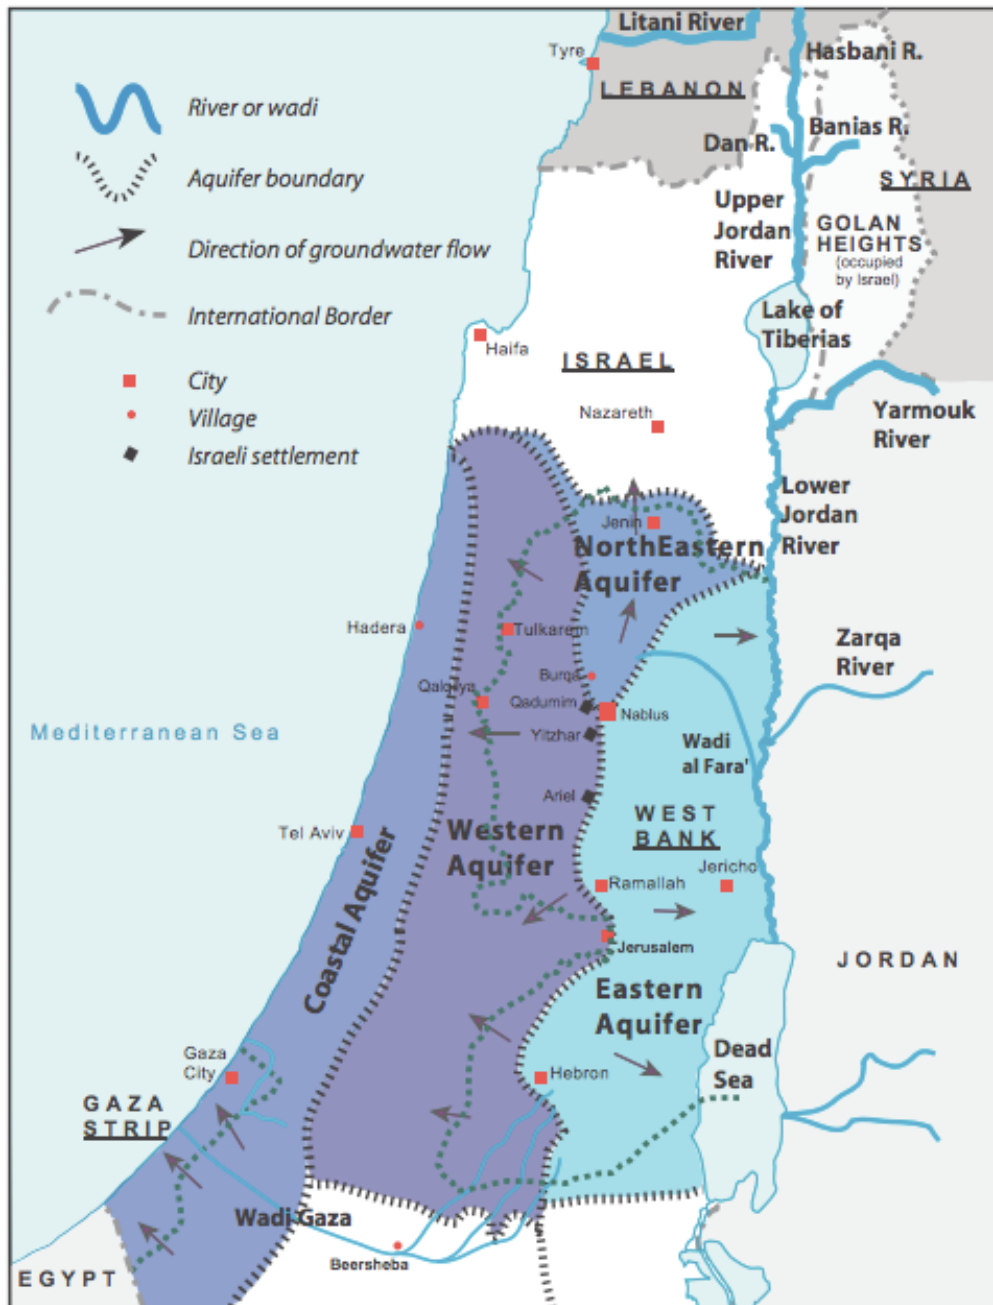 Litani River
Hasbani R.
Tyre
LEBANON
River or wadi
Dan R.
Banias R.
Aquifer boundary
SYRIA
Upper
Jordan
River
GOLAN
HEIGHTS
(occupied
by Israel)
Direction of groundwater flow
International Border
Lake of
Tiberias
Haifa
ISRAEL
City
Village
Israeli settlement
Nazareth
Yarmouk
River
Lower
Jordan
River
Jenin
NorthEastern
Aquifer
Hadera
Tulkarem
Zarqa
River
Burqa
Qalqilya
Qadumim
Nablus
Mediterranean Sea
Yitzhar
Wadi
al Fara'
Ariel
WEST
BANK
Tel Aviv
Western
Aquifer
Jericho
Ramallah
Coastal Aquifer
Jerusalem
JORDAN
Eastern
Aquifer
Gaza
City
Hebron
Dead
Sea
GAZA
STRIP
Wadi Gaza
Beersheba
EGYPT